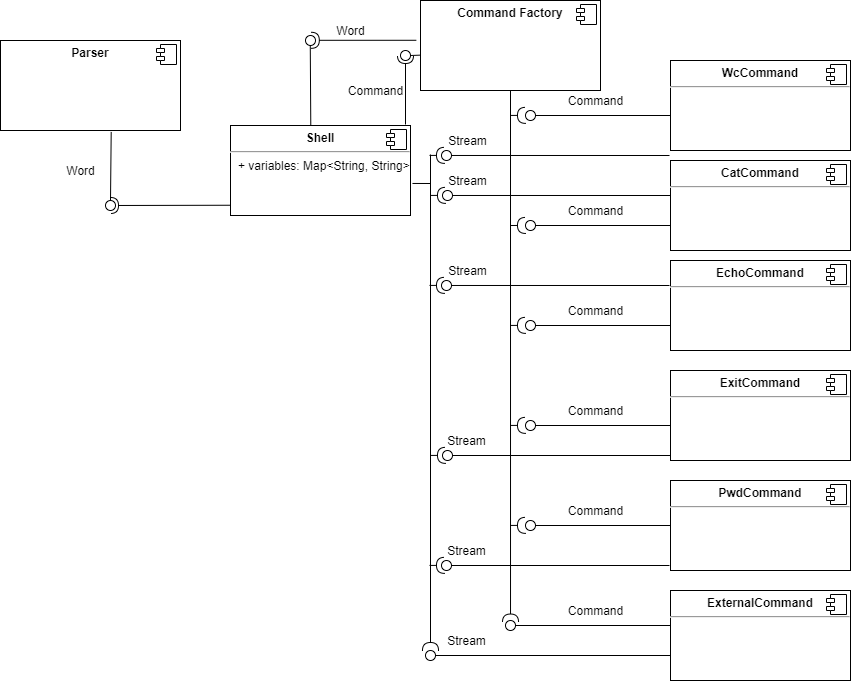 Command Factory
Word
Parser
WcCommand
Command
Command
Shell
Stream
+ variables: Map<String, String>
Word
Stream
CatCommand
Command
Stream
EchoCommand
Command
ExitCommand
Command
Stream
PwdCommand
Command
Stream
ExternalCommand
Command
Stream